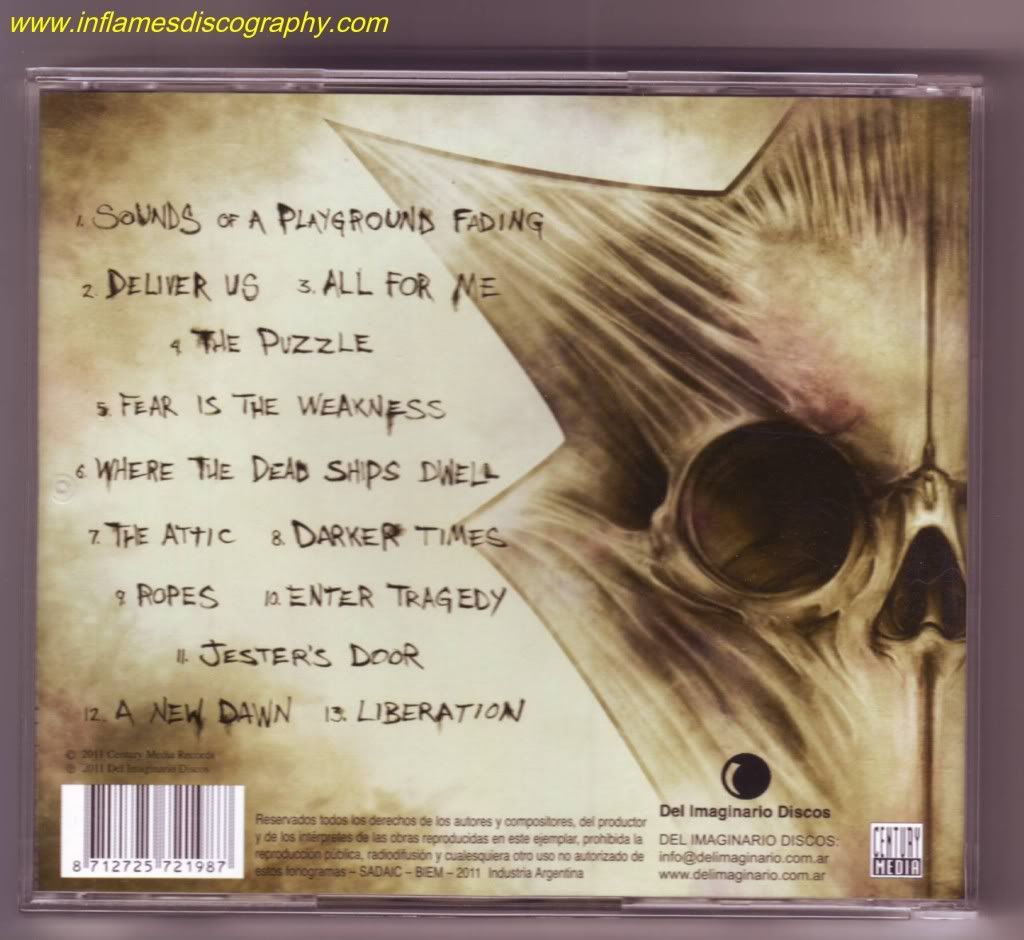 www.inflamesdiscography.com
1. SOUNDS OF A PLAYGROUND FADING
2. DELIVER US 3. ALL FOR ME
4. THE PUZZLE
5. FEAR IS THE WEAKNESS
6. WHERE THE DEAD SHIPS DWELL
7. THE ATTIC 8. DARKER TIMES
9. ROPES 10. ENTER TRAGEDY
11. JESTER'S DOOR
12. A NEW DAWN 13. LIBERATION
© 2011 Century Media Records
℗ 2011 Del Imaginario Discos
8 712725 721987
Reservados todos los derechos de los autores y compositores, del productor
y de los intérpretes de las obras reproducidas en este ejemplar, prohibida la
reproducción pública, radiodifusión y cualesquiera otro uso no autorizado de
estos fonogramas – SADAIC – BIEM – 2011 Industria Argentina
Del Imaginario Discos
DEL IMAGINARIO DISCOS:
info@delimaginario.com.ar
www.delimaginario.com.ar
CENTURY
MEDIA